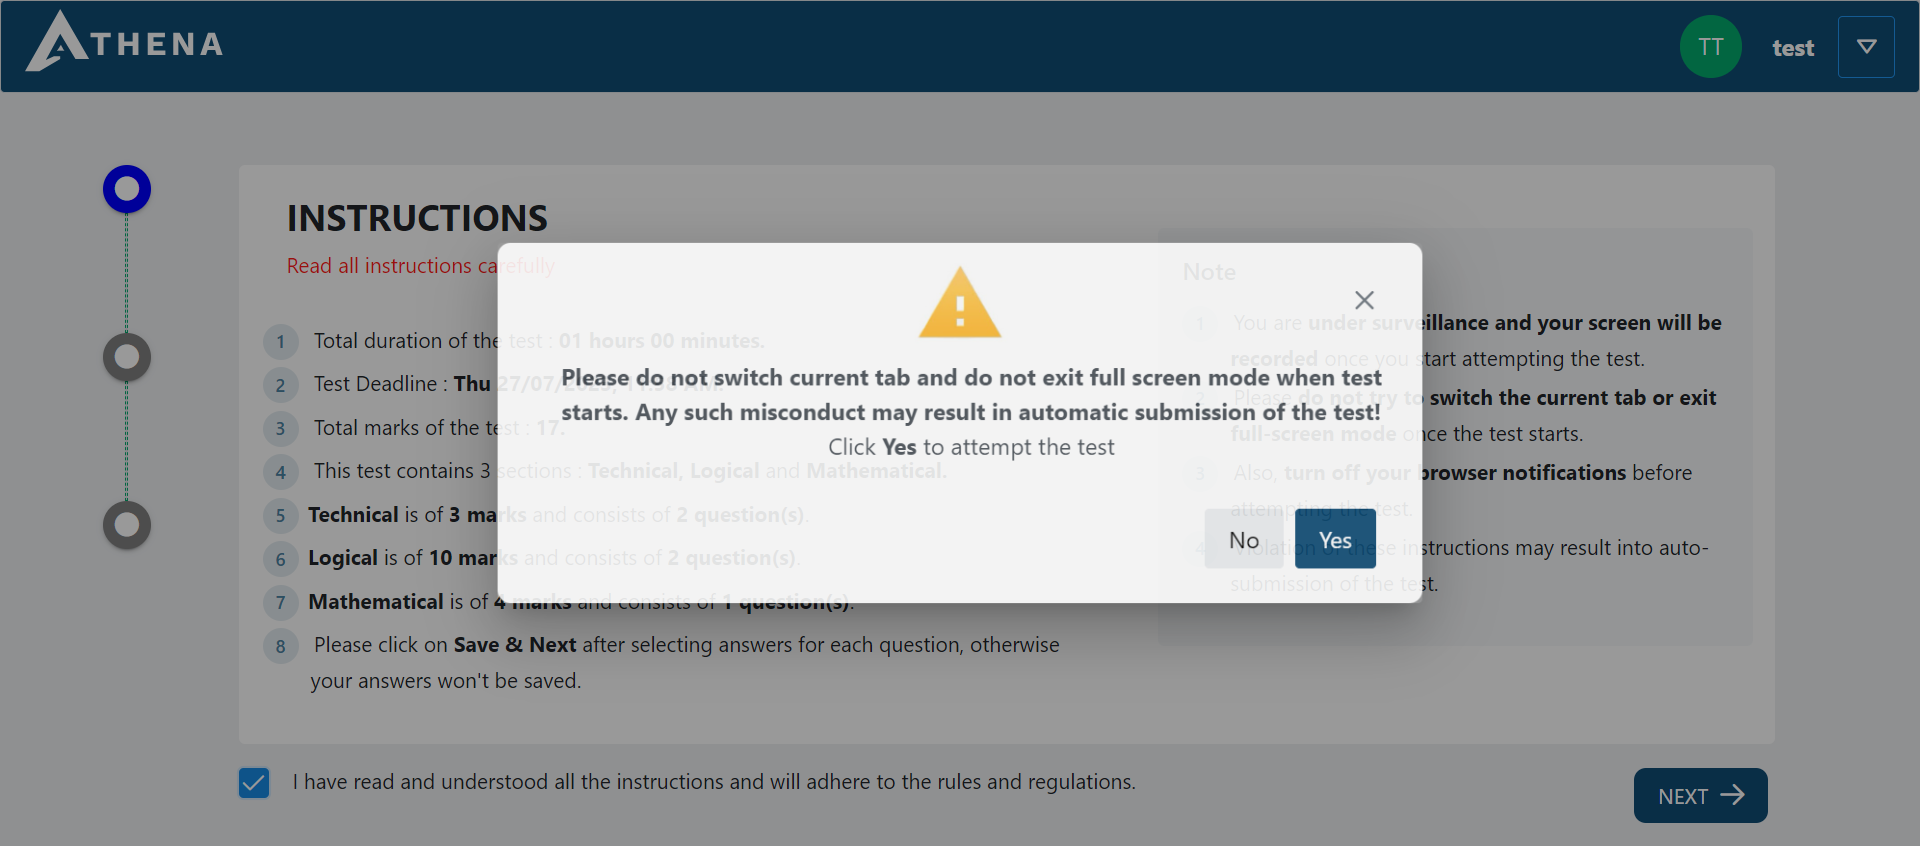 ATHENA
TT
test
INSTRUCTIONS
Read all instructions carefully
1 Total duration of the test : 01 hours 00 minutes.
2 Test Deadline : Thu 27/07/2023, AM.
3 Total marks of the test : 17.
4 This test contains 3 sections : Technical, Logical and Mathematical.
5 Technical is of 3 marks and consists of 2 question(s).
6 Logical is of 10 marks and consists of 2 question(s).
7 Mathematical is of 4 marks and consists of 1 question(s).
8 Please click on Save & Next after selecting answers for each question, otherwise
your answers won't be saved.
Note
1 You are under surveillance and your screen will be
recorded once you start attempting the test.
2 Please do not try to switch the current tab or exit
full-screen mode once the test starts.
3 Also, turn off your browser notifications before
attempting the test.
4 Violation of these instructions may result into auto-
submission of the test.
Please do not switch current tab and do not exit full screen mode when test
starts. Any such misconduct may result in automatic submission of the test!
Click Yes to attempt the test
No
Yes
I have read and understood all the instructions and will adhere to the rules and regulations.
NEXT